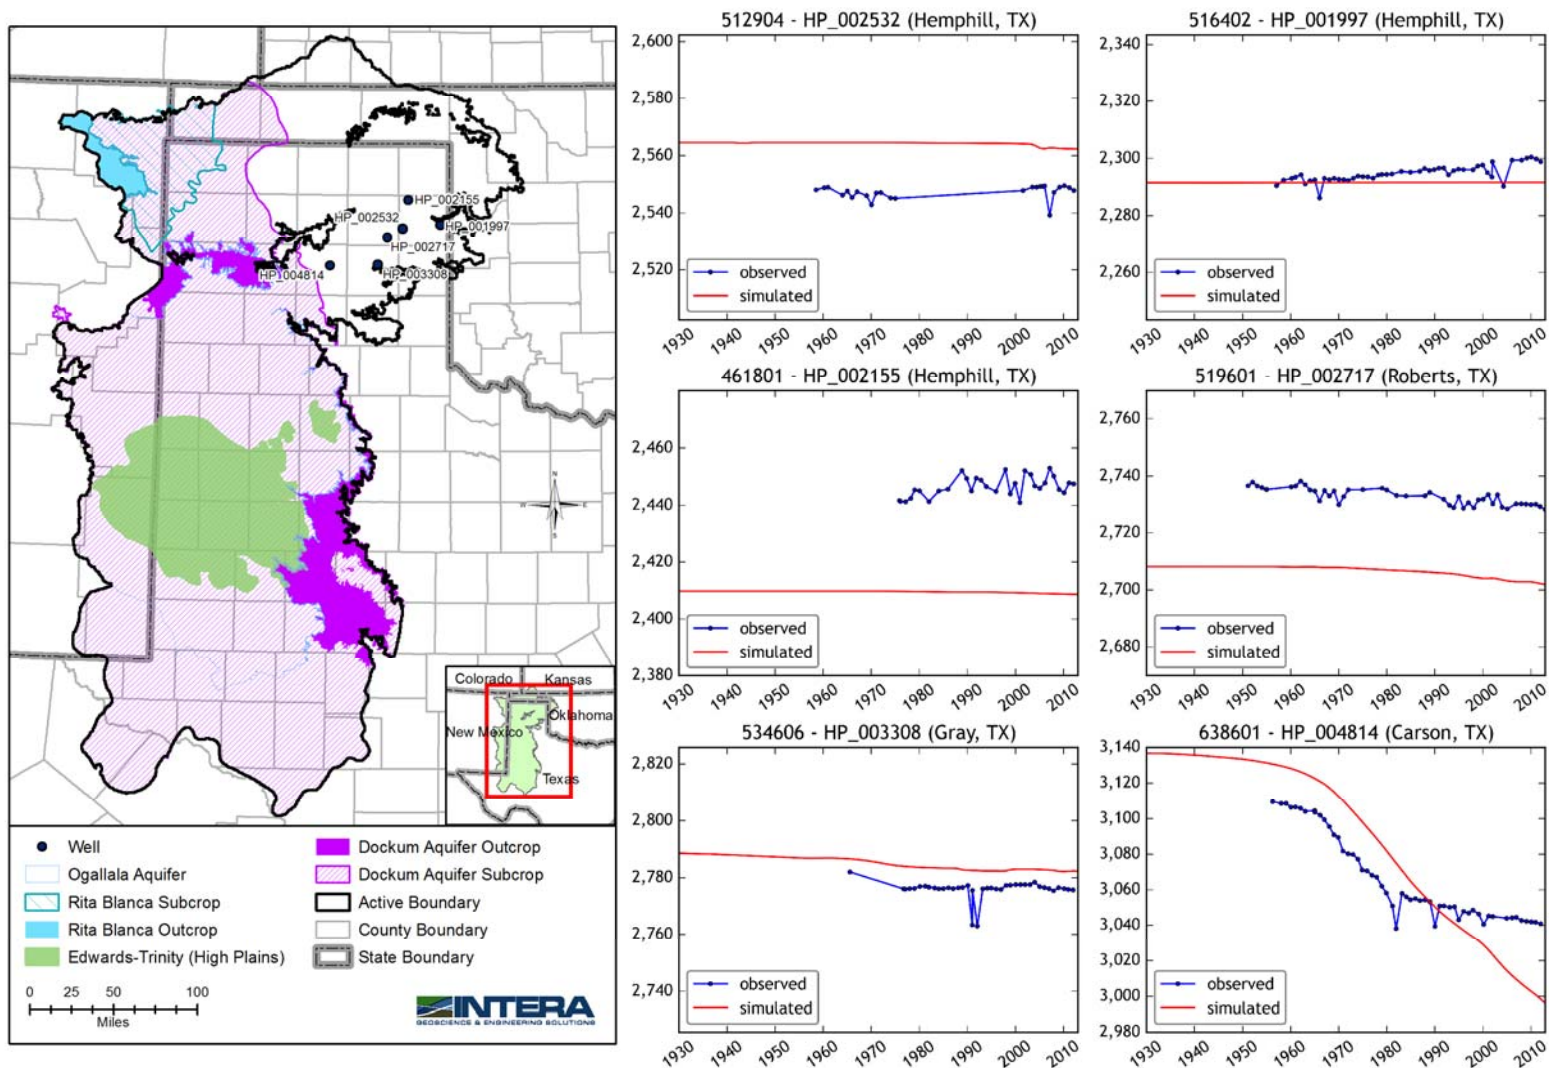 HP_002155
HP_002532
HP_001997
HP_002717
HP_004814
HP_003308
N
W
E
S
Colorado
Kansas
Oklahoma
New Mexico
Texas
Well
Ogallala Aquifer
Rita Blanca Subcrop
Rita Blanca Outcrop
Edwards-Trinity (High Plains)
Dockum Aquifer Outcrop
Dockum Aquifer Subcrop
Active Boundary
County Boundary
State Boundary
0 25 50 100
Miles
INTERA
GEOSCIENCE & ENGINEERING SOLUTIONS
512904 - HP_002532 (Hemphill, TX)
2,600
2,580
2,560
2,540
2,520
observed
simulated
1930 1940 1950 1960 1970 1980 1990 2000 2010
516402 - HP_001997 (Hemphill, TX)
2,340
2,320
2,300
2,280
2,260
observed
simulated
1930 1940 1950 1960 1970 1980 1990 2000 2010
461801 - HP_002155 (Hemphill, TX)
2,460
2,440
2,420
2,400
2,380
observed
simulated
1930 1940 1950 1960 1970 1980 1990 2000 2010
519601 - HP_002717 (Roberts, TX)
2,760
2,740
2,720
2,700
2,680
observed
simulated
1930 1940 1950 1960 1970 1980 1990 2000 2010
534606 - HP_003308 (Gray, TX)
2,820
2,800
2,780
2,760
2,740
observed
simulated
1930 1940 1950 1960 1970 1980 1990 2000 2010
638601 - HP_004814 (Carson, TX)
3,140
3,120
3,100
3,080
3,060
3,040
3,020
3,000
2,980
observed
simulated
1930 1940 1950 1960 1970 1980 1990 2000 2010